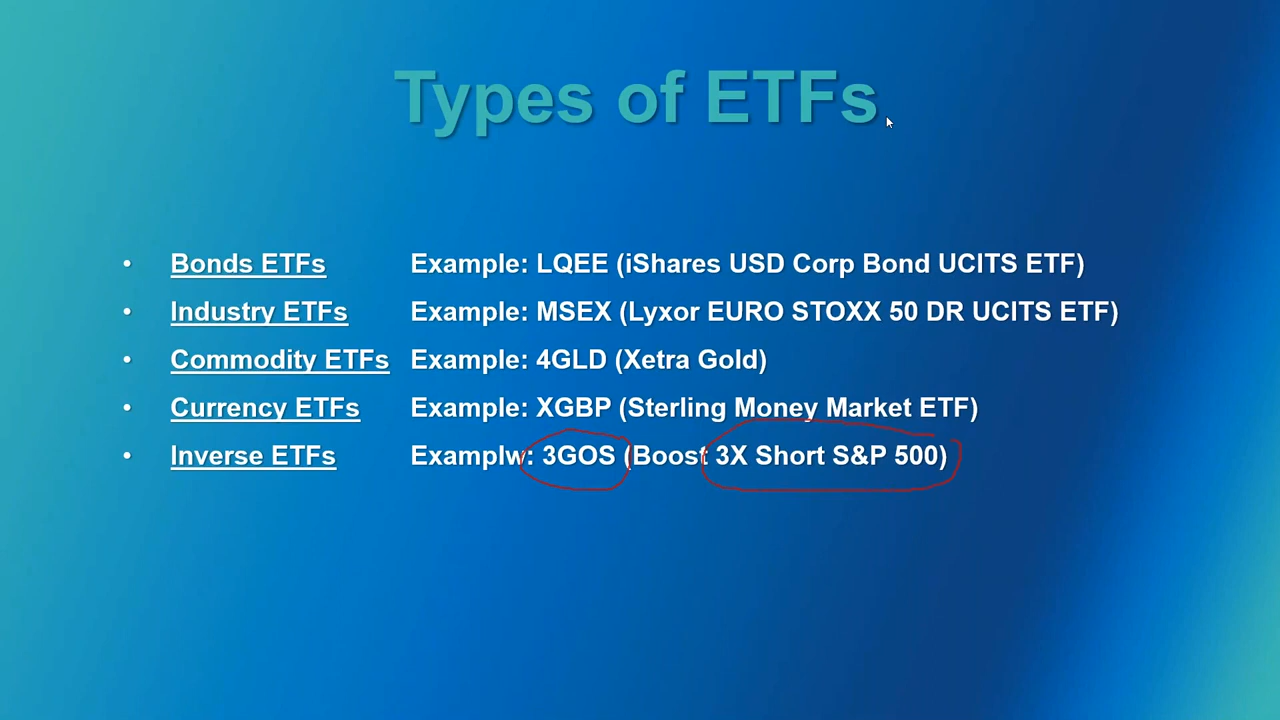 Types of ETFs
• Bonds ETFs Example: LQEE (iShares USD Corp Bond UCITS ETF)
• Industry ETFs Example: MSEX (Lyxor EURO STOXX 50 DR UCITS ETF)
• Commodity ETFs Example: 4GLD (Xetra Gold)
• Currency ETFs Example: XGBP (Sterling Money Market ETF)
• Inverse ETFs Examplw: 3GOS (Boost 3X Short S&P 500)